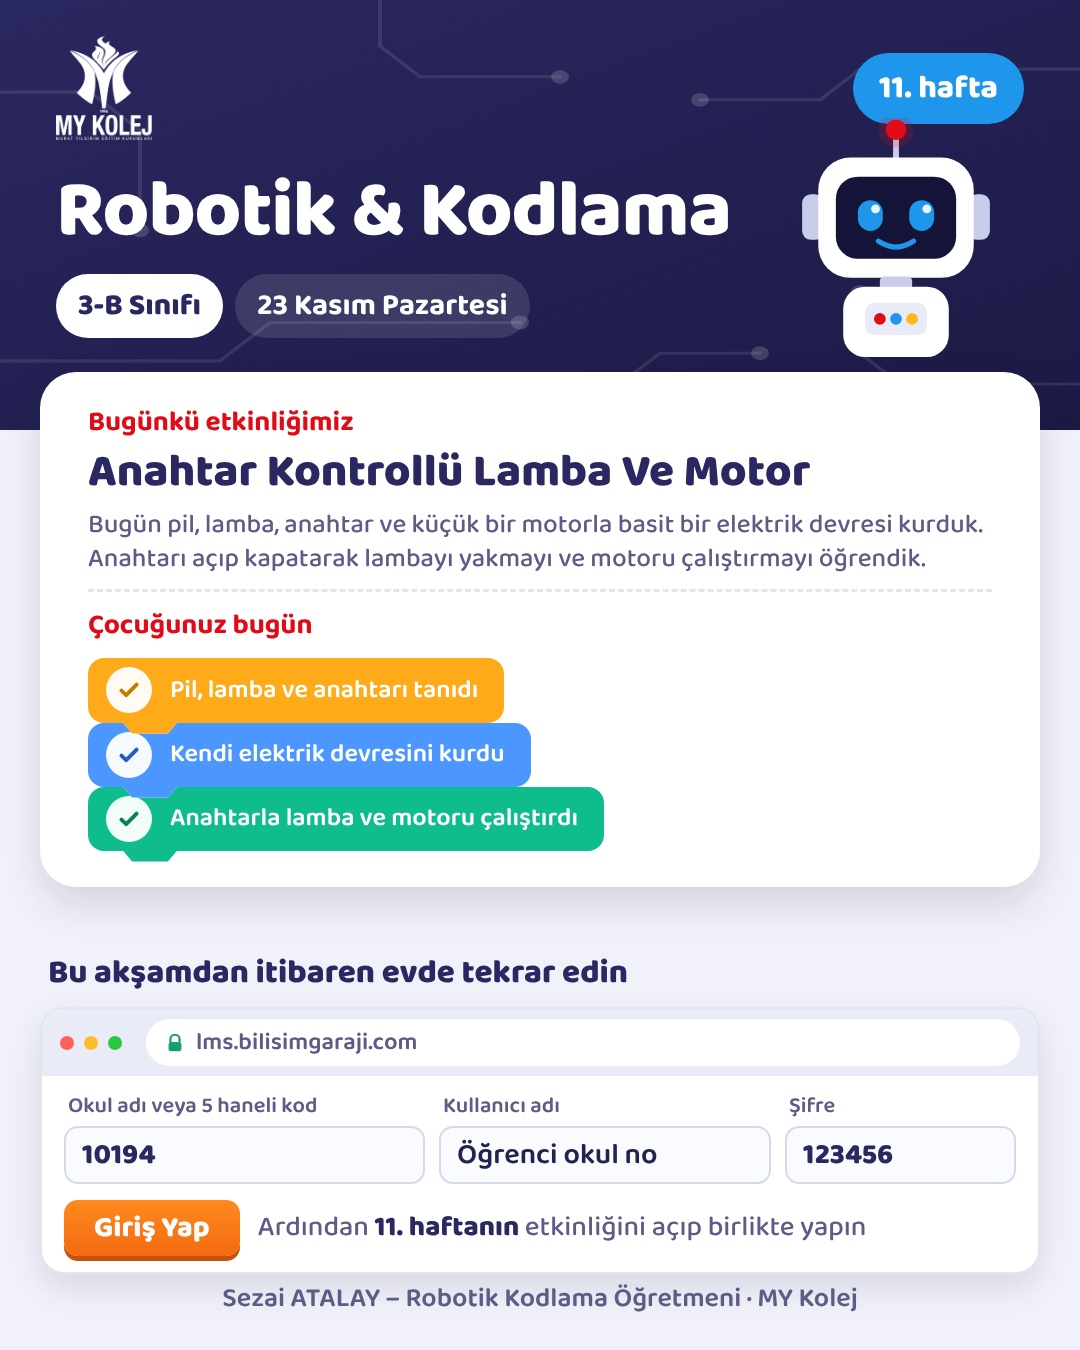 MY KOLEJ
MURAT YILDIRIM EĞİTİM KURUMLARI
11. hafta
Robotik & Kodlama
3-B Sınıfı
23 Kasım Pazartesi
Bugünkü etkinliğimiz
Anahtar Kontrollü Lamba Ve Motor
Bugün pil, lamba, anahtar ve küçük bir motorla basit bir elektrik devresi kurduk.
Anahtarı açıp kapatarak lambayı yakmayı ve motoru çalıştırmayı öğrendik.
Çocuğunuz bugün
Pil, lamba ve anahtarı tanıdı
Kendi elektrik devresini kurdu
Anahtarla lamba ve motoru çalıştırdı
Bu akşamdan itibaren evde tekrar edin
lms.bilisimgaraji.com
Okul adı veya 5 haneli kod
Kullanıcı adı
Şifre
10194
Öğrenci okul no
123456
Giriş Yap
Ardından 11. haftanın etkinliğini açıp birlikte yapın
Sezai ATALAY – Robotik Kodlama Öğretmeni · MY Kolej